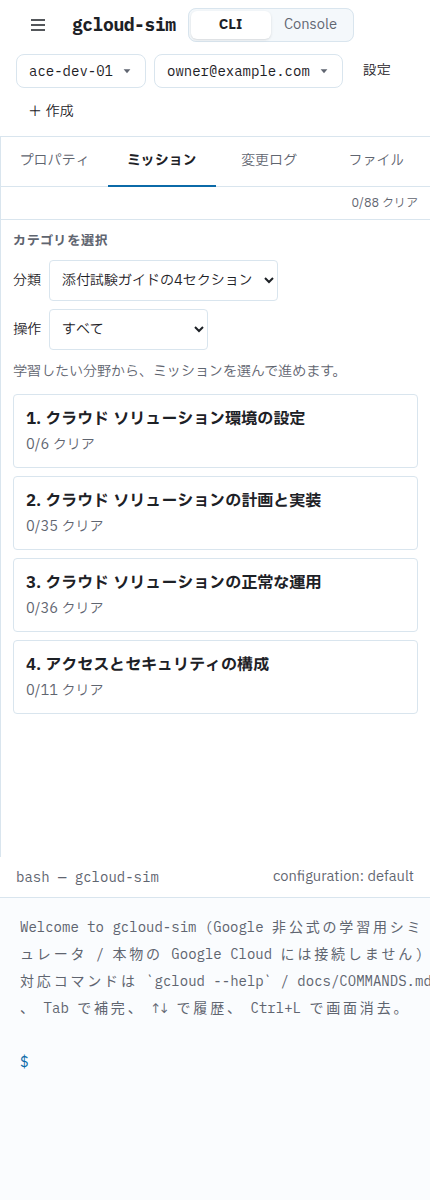 gcloud-sim CLI Console
ace-dev-01 owner@example.com 設定
＋ 作成
プロパティ ミッション 変更ログ ファイル
0/88 クリア
カテゴリを選択
分類 添付試験ガイドの4セクション
操作 すべて
学習したい分野から、ミッションを選んで進めます。
1. クラウド ソリューション環境の設定
0/6 クリア
2. クラウド ソリューションの計画と実装
0/35 クリア
3. クラウド ソリューションの正常な運用
0/36 クリア
4. アクセスとセキュリティの構成
0/11 クリア
bash — gcloud-sim configuration: default
Welcome to gcloud-sim (Google 非公式の学習用シミ
ュレータ / 本物の Google Cloud には接続しません)
対応コマンドは `gcloud --help` / docs/COMMANDS.md
、 Tab で補完、 ↑↓ で履歴、 Ctrl+L で画面消去。
$